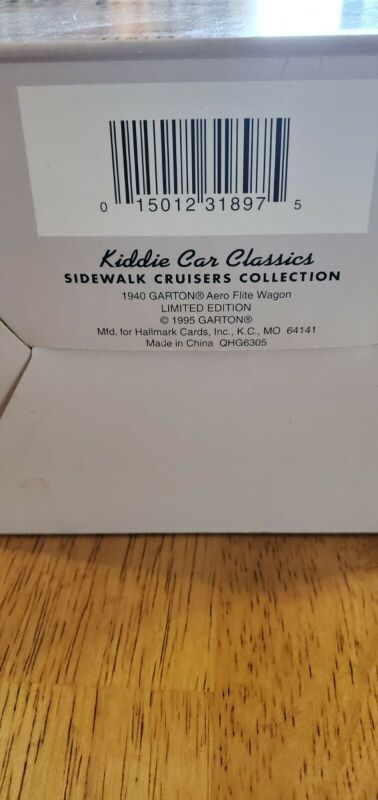 0 15012 31897 5
Kiddie Car Classics
SIDEWALK CRUISERS COLLECTION
1940 GARTON® Aero Flite Wagon
LIMITED EDITION
© 1995 GARTON®
Mfd. for Hallmark Cards, Inc., K.C., MO 64141
Made in China QHG6305